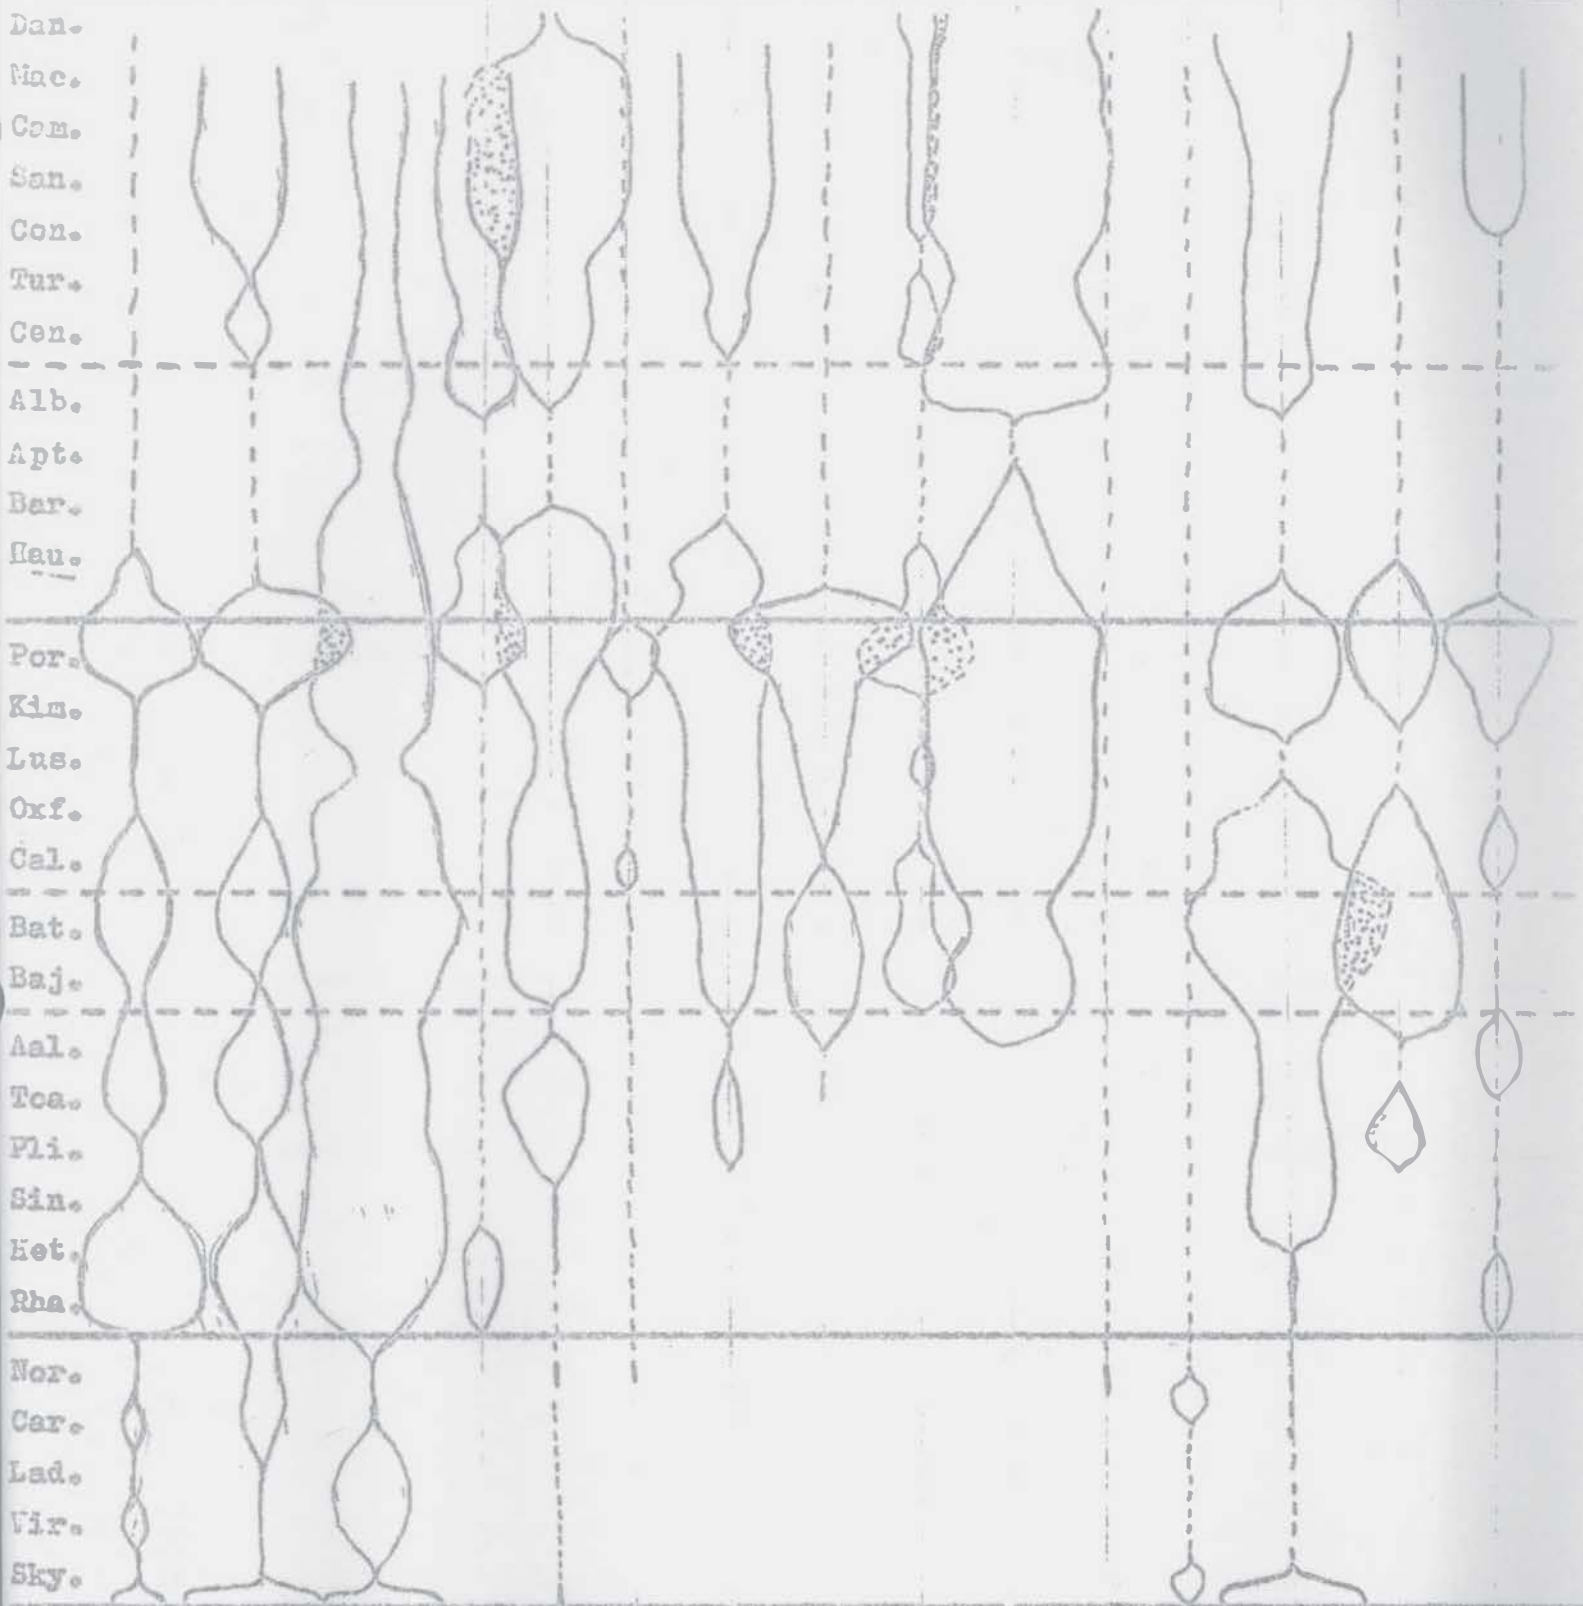 Dan.
Mac.
Cam.
San.
Con.
Tur.
Cen.
Alb.
Apt.
Bar.
Hau.
Por.
Kim.
Lus.
Oxf.
Cal.
Bat.
Baj.
Aal.
Toa.
Pli.
Sin.
Het.
Rha.
Nor.
Car.
Lad.
Vir.
Sky.